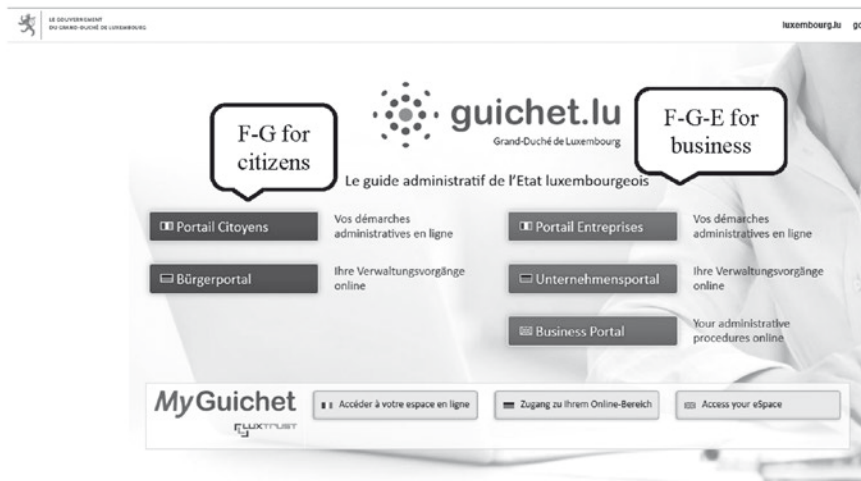 LE GOUVERNEMENT
DU GRAND-DUCHÉ DE LUXEMBOURG
luxembourg.lu
guichet.lu
Grand-Duché de Luxembourg
F-G for
citizens
F-G-E for
business
Le guide administratif de l'Etat luxembourgeois
Portail Citoyens
Vos démarches
administratives en ligne
Portail Entreprises
Vos démarches
administratives en ligne
Bürgerportal
Ihre Verwaltungsvorgänge
online
Unternehmensportal
Ihre Verwaltungsvorgänge
online
Business Portal
Your administrative
procedures online
MyGuichet
LUXTRUST
Accéder à votre espace en ligne
Zugang zu Ihrem Online-Bereich
Access your eSpace